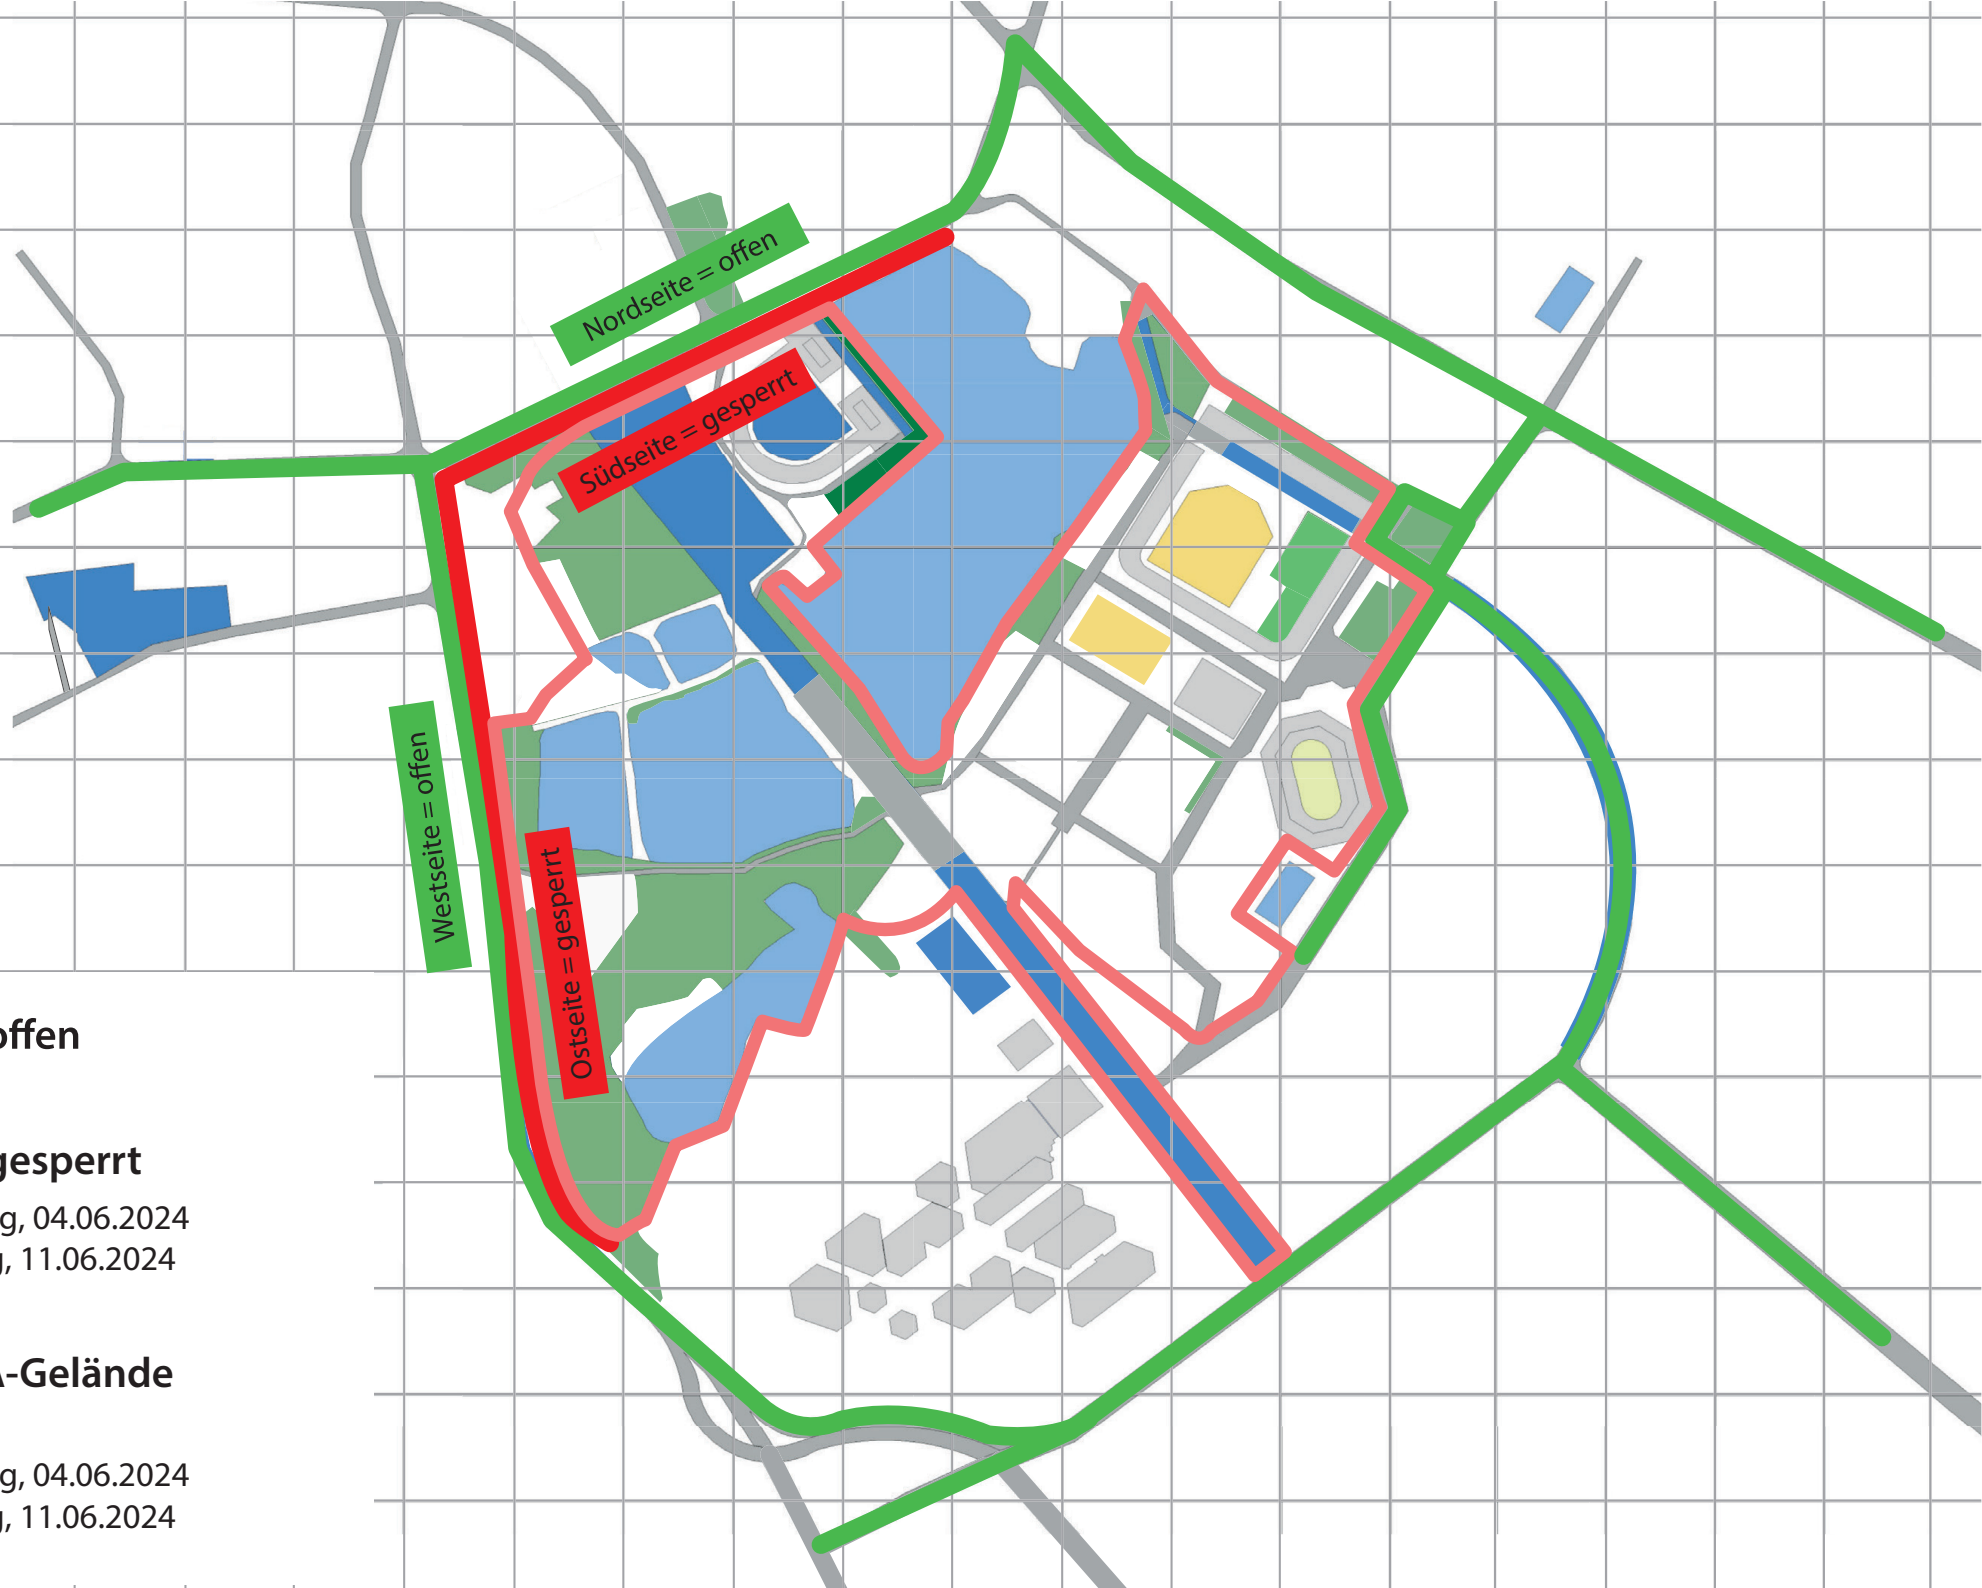 Nordseite = offen
Südseite = gesperrt
Westseite = offen
Ostseite = gesperrt
offen
gesperrt
g, 04.06.2024
, 11.06.2024
-Gelände
g, 04.06.2024
, 11.06.2024